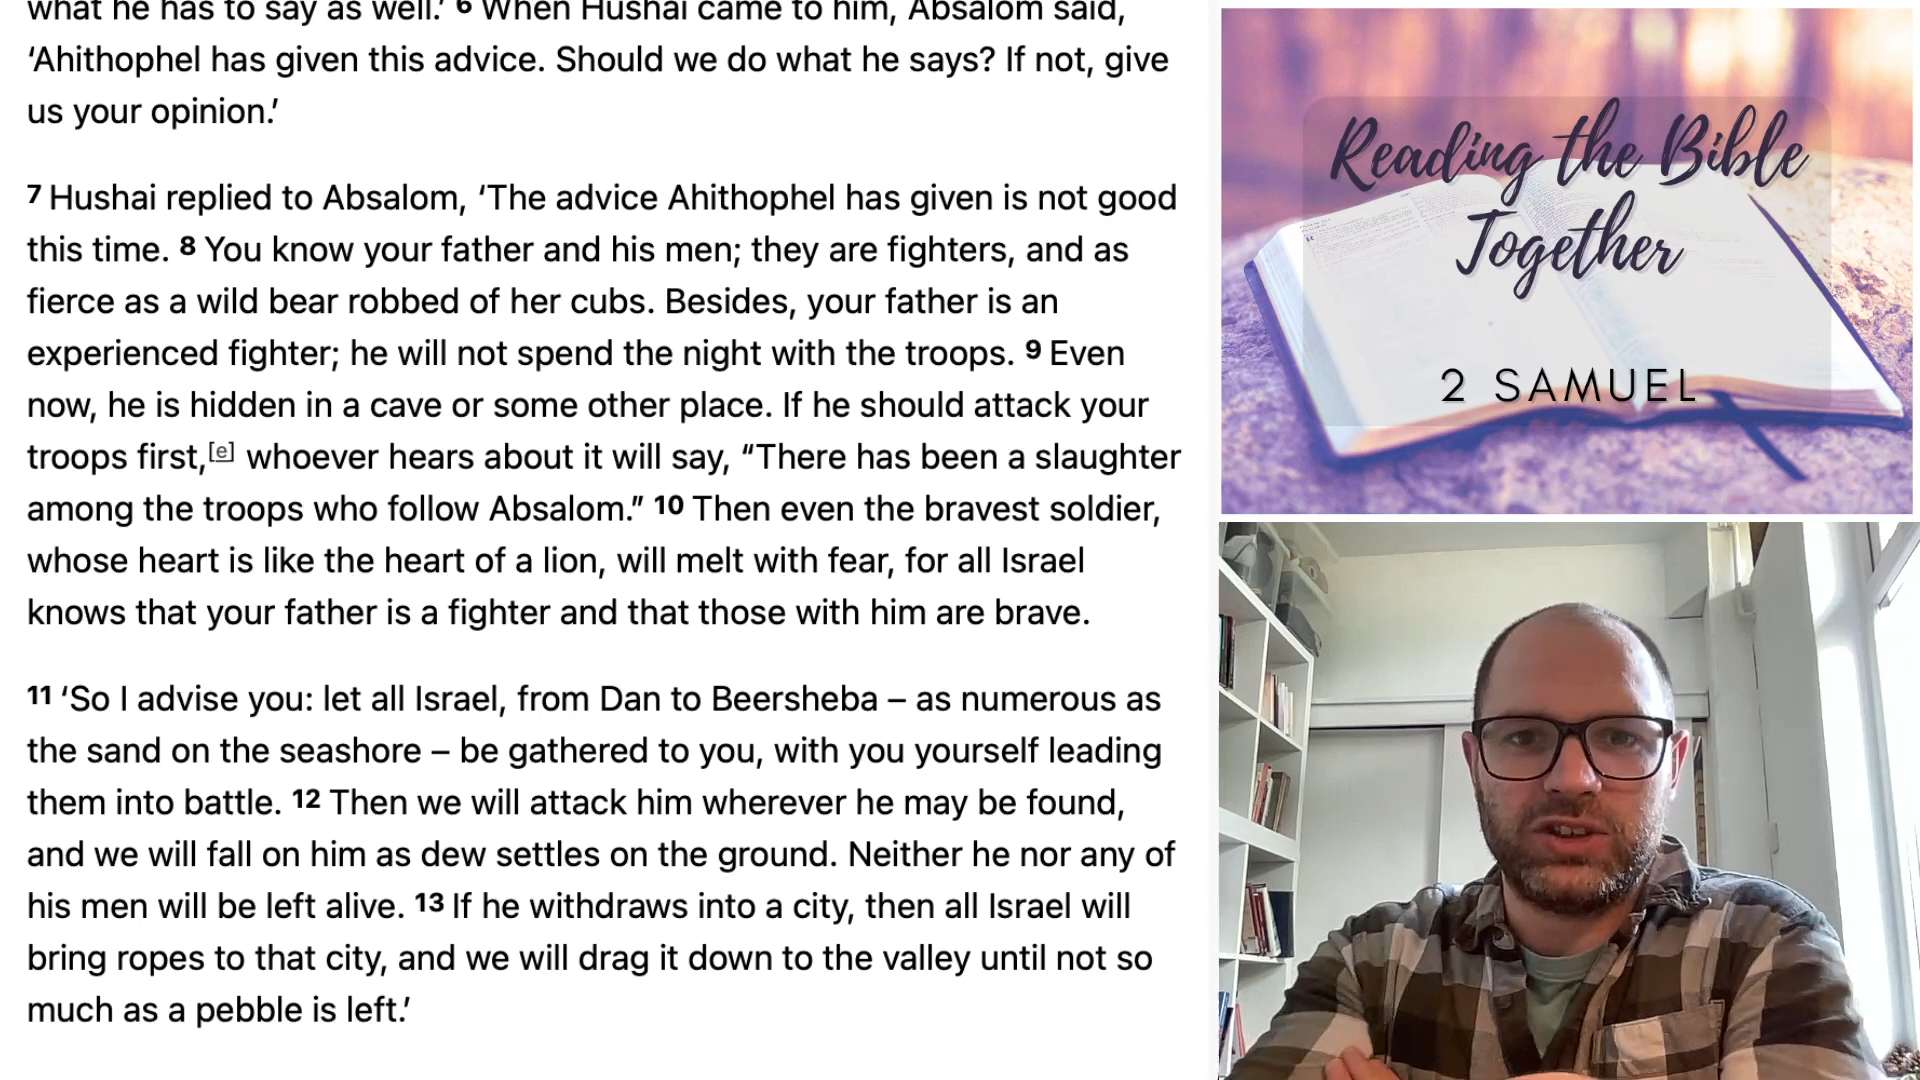 what he has to say as well.’ 6 When Hushai came to him, Absalom said,
‘Ahithophel has given this advice. Should we do what he says? If not, give
us your opinion.’
7 Hushai replied to Absalom, ‘The advice Ahithophel has given is not good
this time. 8 You know your father and his men; they are fighters, and as
fierce as a wild bear robbed of her cubs. Besides, your father is an
experienced fighter; he will not spend the night with the troops. 9 Even
now, he is hidden in a cave or some other place. If he should attack your
troops first,[e] whoever hears about it will say, “There has been a slaughter
among the troops who follow Absalom.” 10 Then even the bravest soldier,
whose heart is like the heart of a lion, will melt with fear, for all Israel
knows that your father is a fighter and that those with him are brave.
11 ‘So I advise you: let all Israel, from Dan to Beersheba – as numerous as
the sand on the seashore – be gathered to you, with you yourself leading
them into battle. 12 Then we will attack him wherever he may be found,
and we will fall on him as dew settles on the ground. Neither he nor any of
his men will be left alive. 13 If he withdraws into a city, then all Israel will
bring ropes to that city, and we will drag it down to the valley until not so
much as a pebble is left.’
Reading the Bible
Together
2 SAMUEL